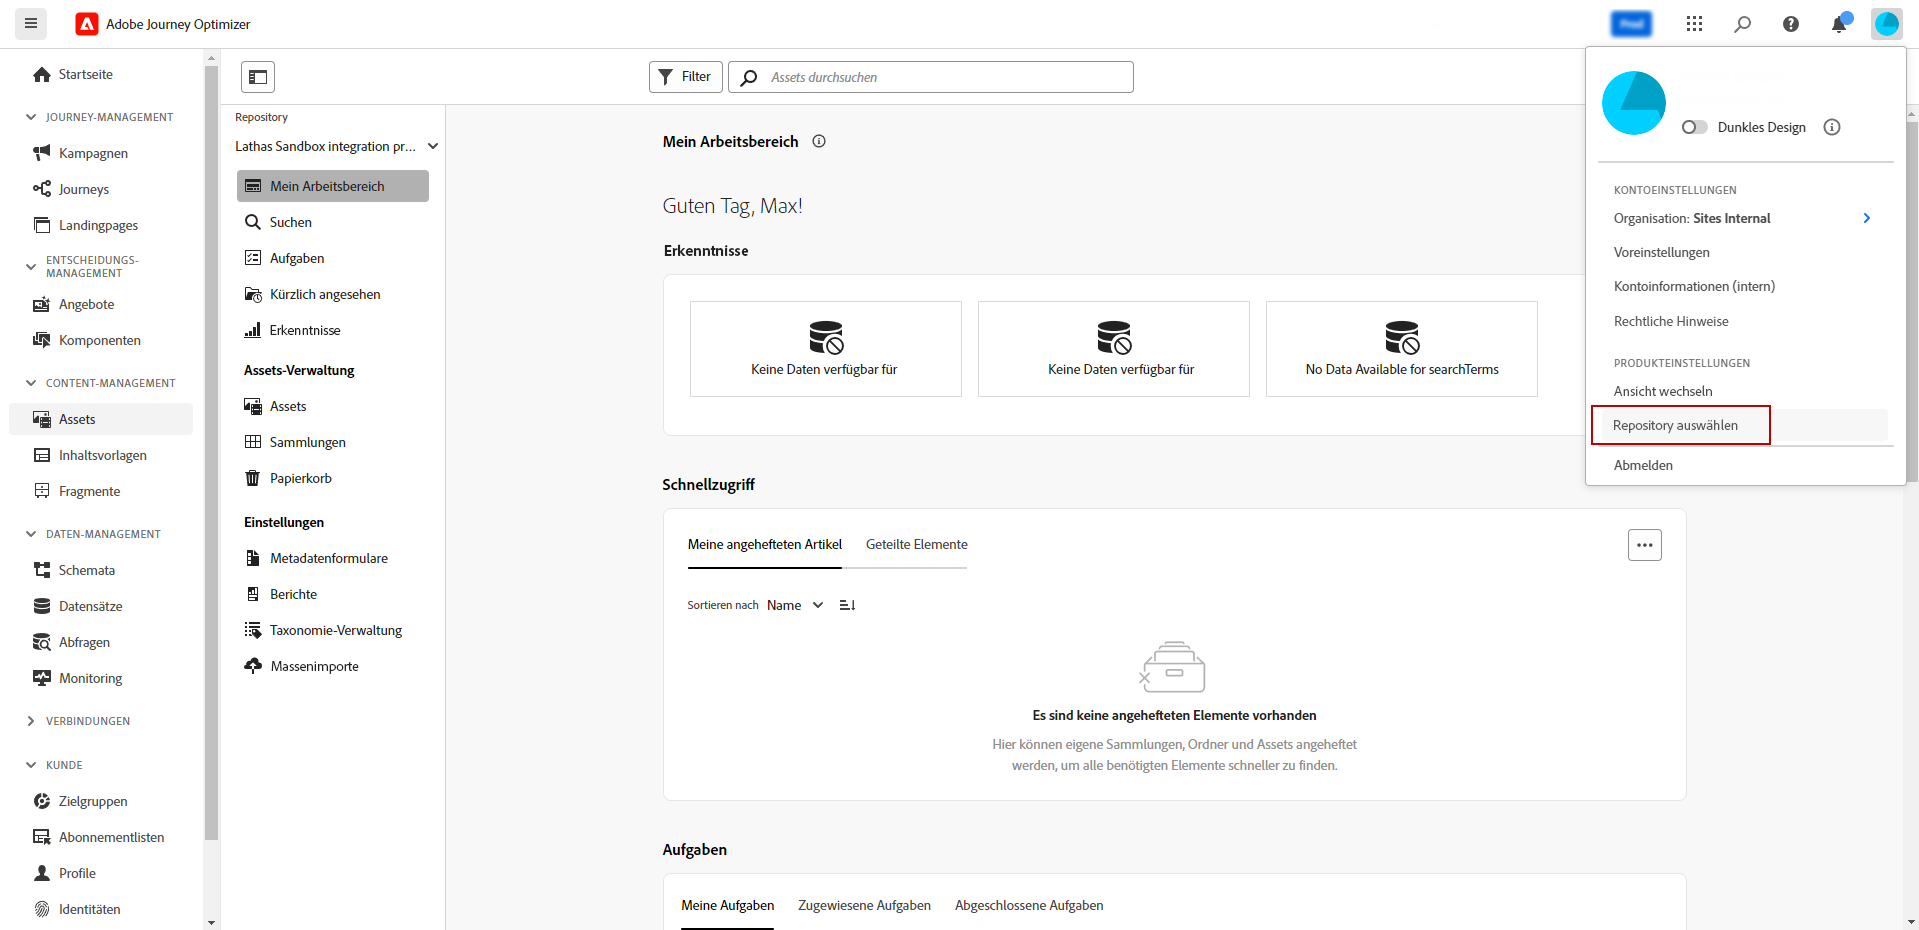 Adobe Journey Optimizer
Prod
Startseite
JOURNEY-MANAGEMENT
Kampagnen
Journeys
Landingpages
ENTSCHEIDUNGS-
MANAGEMENT
Angebote
Komponenten
CONTENT-MANAGEMENT
Assets
Inhaltsvorlagen
Fragmente
DATEN-MANAGEMENT
Schemata
Datensätze
Abfragen
Monitoring
VERBINDUNGEN
KUNDE
Zielgruppen
Abonnementlisten
Profile
Identitäten
Filter
Assets durchsuchen
Repository
Lathas Sandbox integration pr...
Mein Arbeitsbereich
Suchen
Aufgaben
Kürzlich angesehen
Erkenntnisse
Assets-Verwaltung
Assets
Sammlungen
Papierkorb
Einstellungen
Metadatenformulare
Berichte
Taxonomie-Verwaltung
Massenimporte
Mein Arbeitsbereich
Guten Tag, Max!
Erkenntnisse
Keine Daten verfügbar für
Keine Daten verfügbar für
No Data Available for searchTerms
Schnellzugriff
Meine angehefteten Artikel
Geteilte Elemente
Sortieren nach Name
Es sind keine angehefteten Elemente vorhanden
Hier können eigene Sammlungen, Ordner und Assets angeheftet
werden, um alle benötigten Elemente schneller zu finden.
Aufgaben
Meine Aufgaben
Zugewiesene Aufgaben
Abgeschlossene Aufgaben
Dunkles Design
KONTOEINSTELLUNGEN
Organisation: Sites Internal
Voreinstellungen
Kontoinformationen (intern)
Rechtliche Hinweise
PRODUKTEINSTELLUNGEN
Ansicht wechseln
Repository auswählen
Abmelden